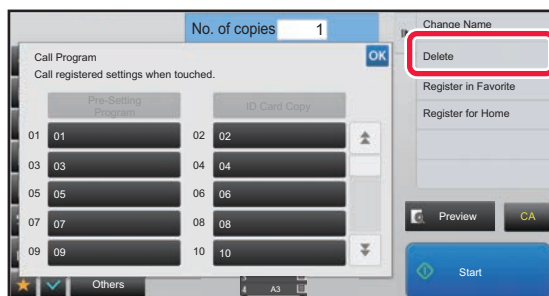 No. of copies 1
Call Program
OK
Call registered settings when touched.
Pre-Setting
Program
ID Card Copy
01 01
02 02
03 03
04 04
05 05
06 06
07 07
08 08
09 09
10 10
Others
A3
4
Change Name
Delete
Register in Favorite
Register for Home
Preview
CA
Start